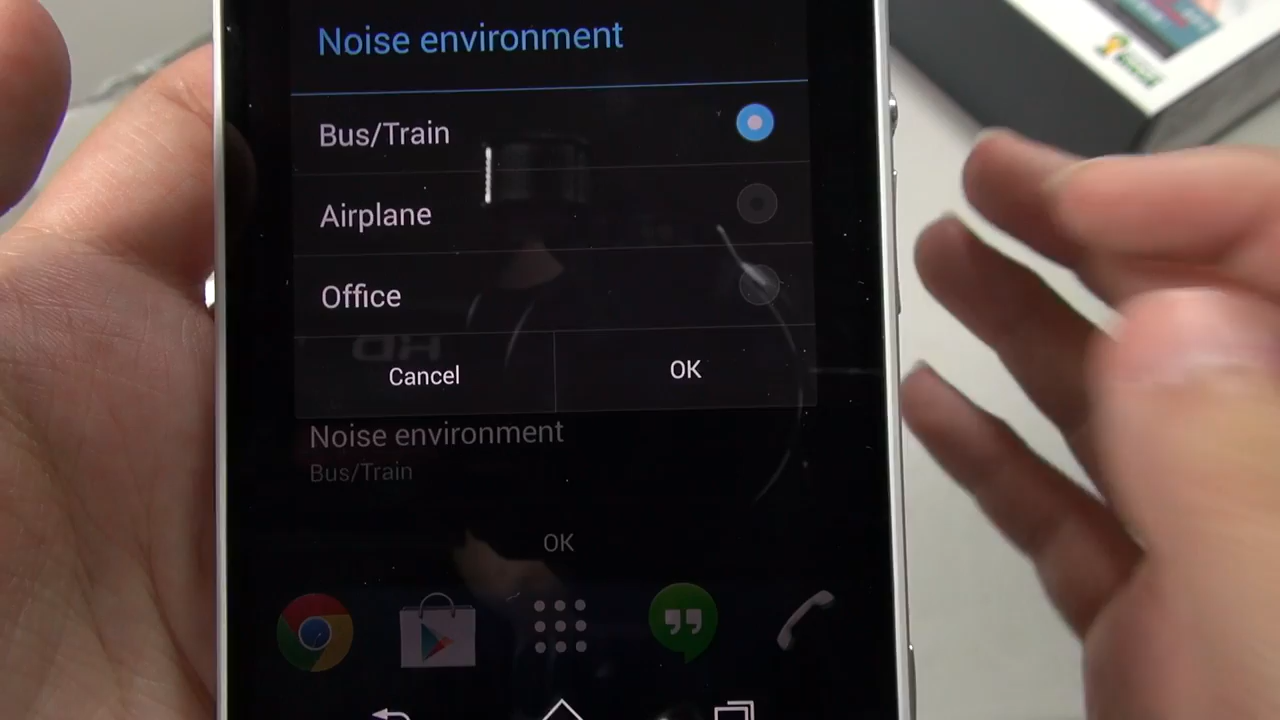 Noise environment
Bus/Train
Airplane
Office
Cancel
OK
Noise environment
Bus/Train
OK